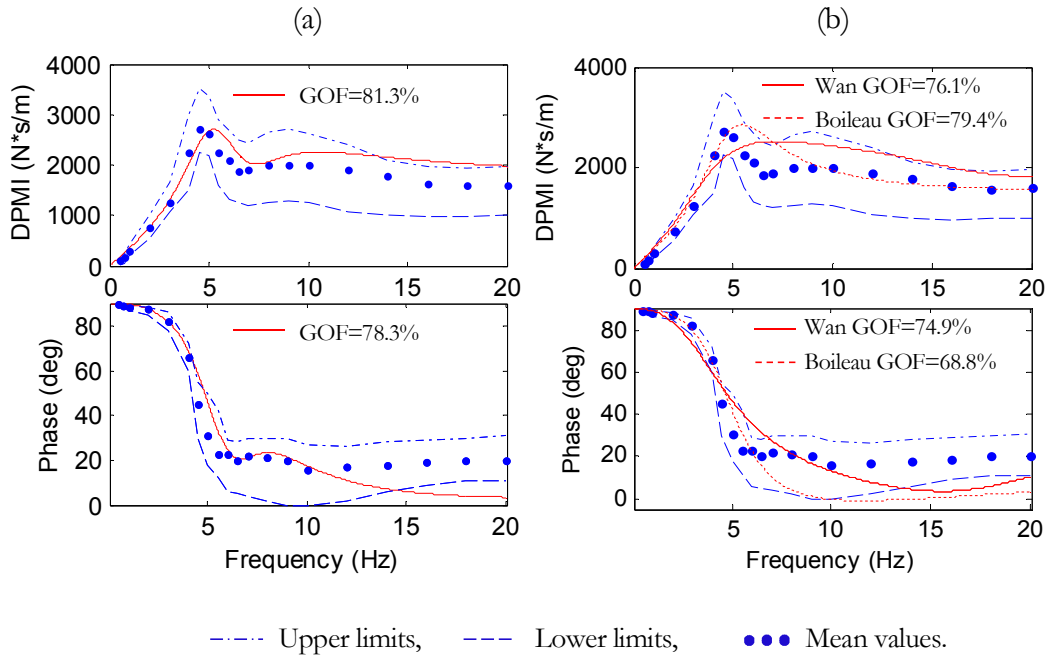 (a)
(b)
DPMI (N*s/m)
4000
3000
2000
1000
0
GOF=81.3%
0
5
10
15
20
DPMI (N*s/m)
4000
2000
0
Wan GOF=76.1%
Boileau GOF=79.4%
0
5
10
15
20
Phase (deg)
80
60
40
20
0
GOF=78.3%
5
10
15
20
Frequency (Hz)
Phase (deg)
80
60
40
20
0
Wan GOF=74.9%
Boileau GOF=68.8%
5
10
15
20
Frequency (Hz)
Upper limits, Lower limits, Mean values.